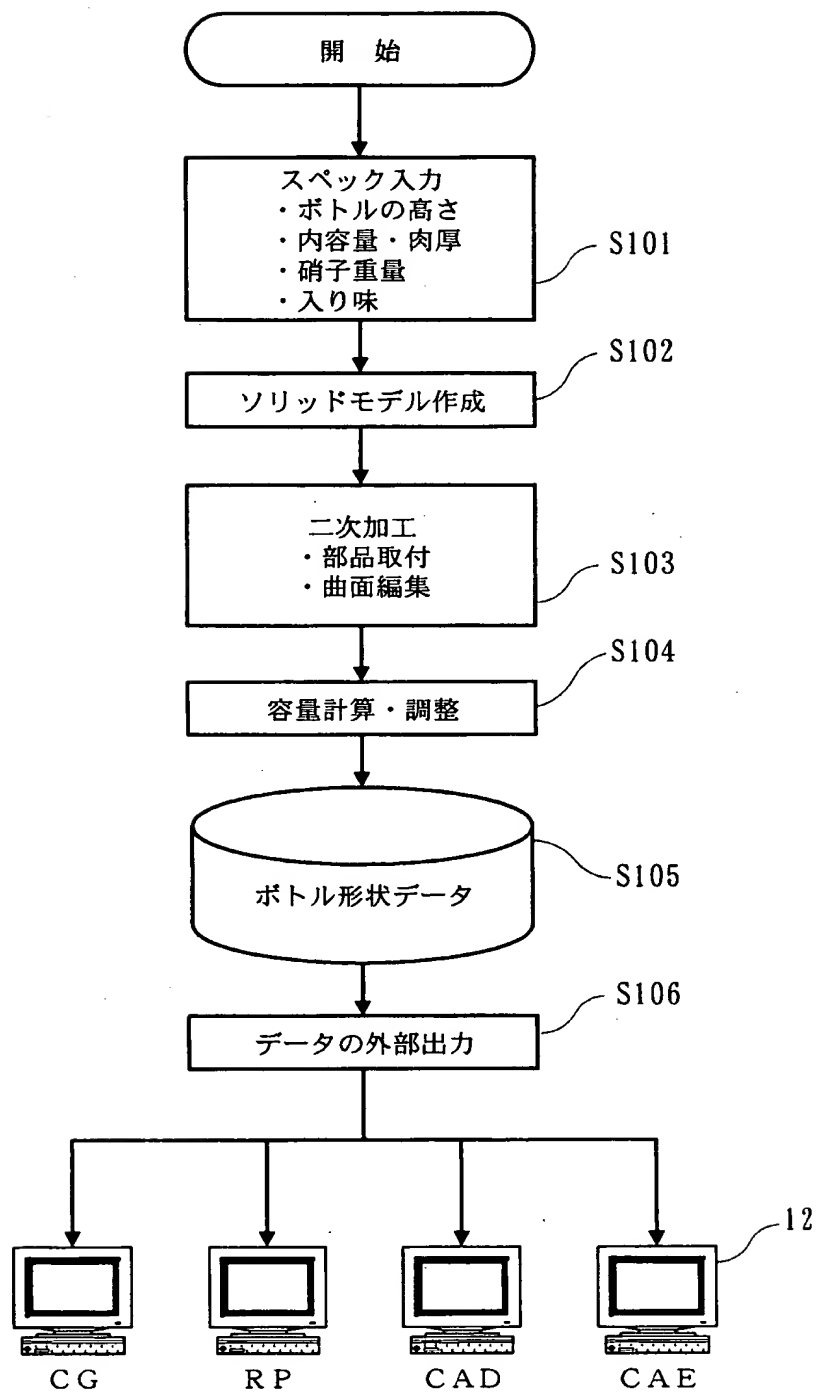 開 始
スペック入力
・ボトルの高さ
・内容量・肉厚
・硝子重量
・入り味
S101
ソリッドモデル作成
S102
二次加工
・部品取付
・曲面編集
S103
容量計算・調整
S104
ボトル形状データ
S105
データの外部出力
S106
12
CG
RP
CAD
CAE